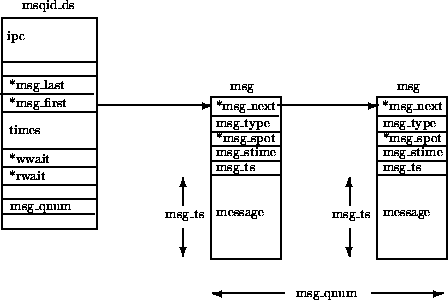 msqid_ds
ipc
*msg_last
*msg_first
times
*wwait
*rwait
msg_qnum
msg
*msg_next
msg_type
*msg_spot
msg_stime
msg_ts
message
msg_ts
msg
*msg_next
msg_type
*msg_spot
msg_stime
msg_ts
message
msg_ts
msg_qnum